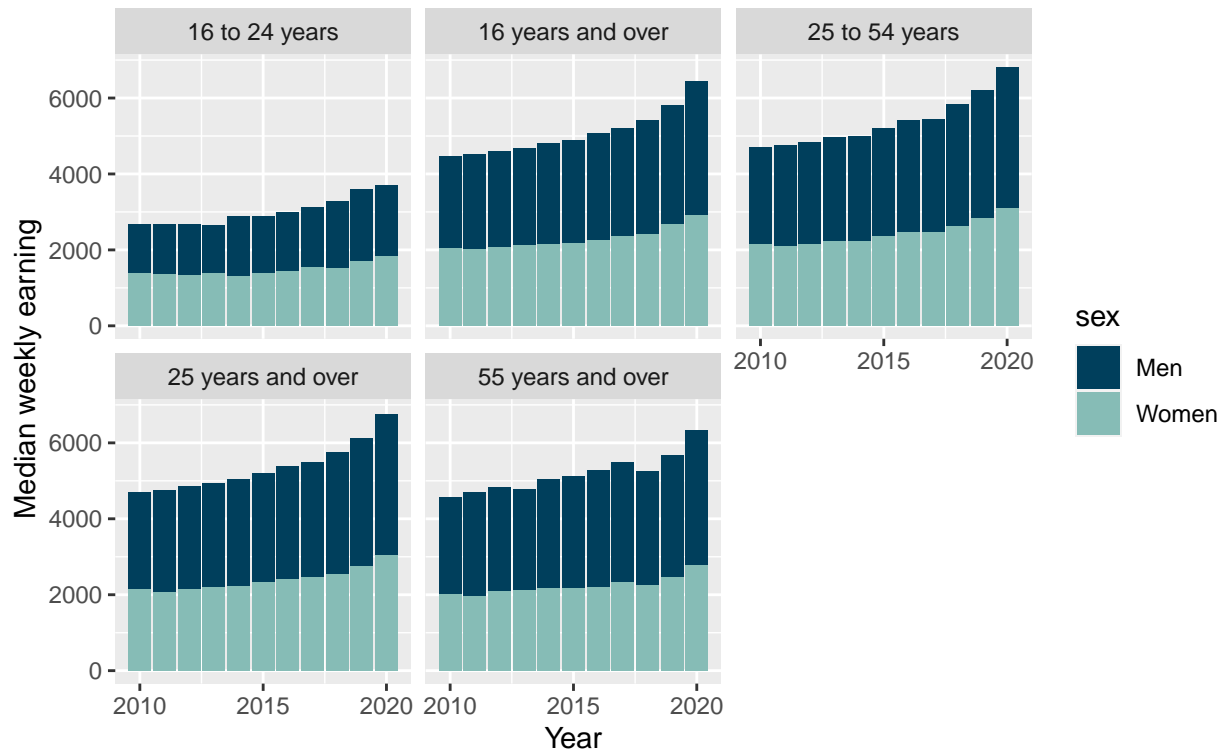 16 to 24 years
16 years and over
25 to 54 years
6000
4000
2000
0
2010
2015
2020
25 years and over
55 years and over
6000
4000
2000
0
2010
2015
2020
2010
2015
2020
Median weekly earning
Year
sex
Men
Women